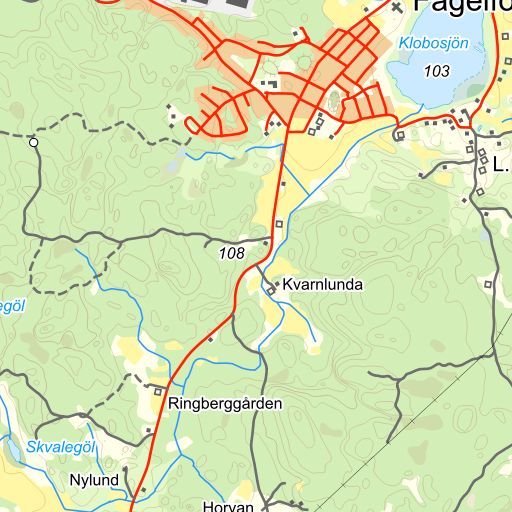 Klobosjön
103
L.
108
Kvarnlunda
Ringberggården
Skvalegöl
Nylund
Horvan